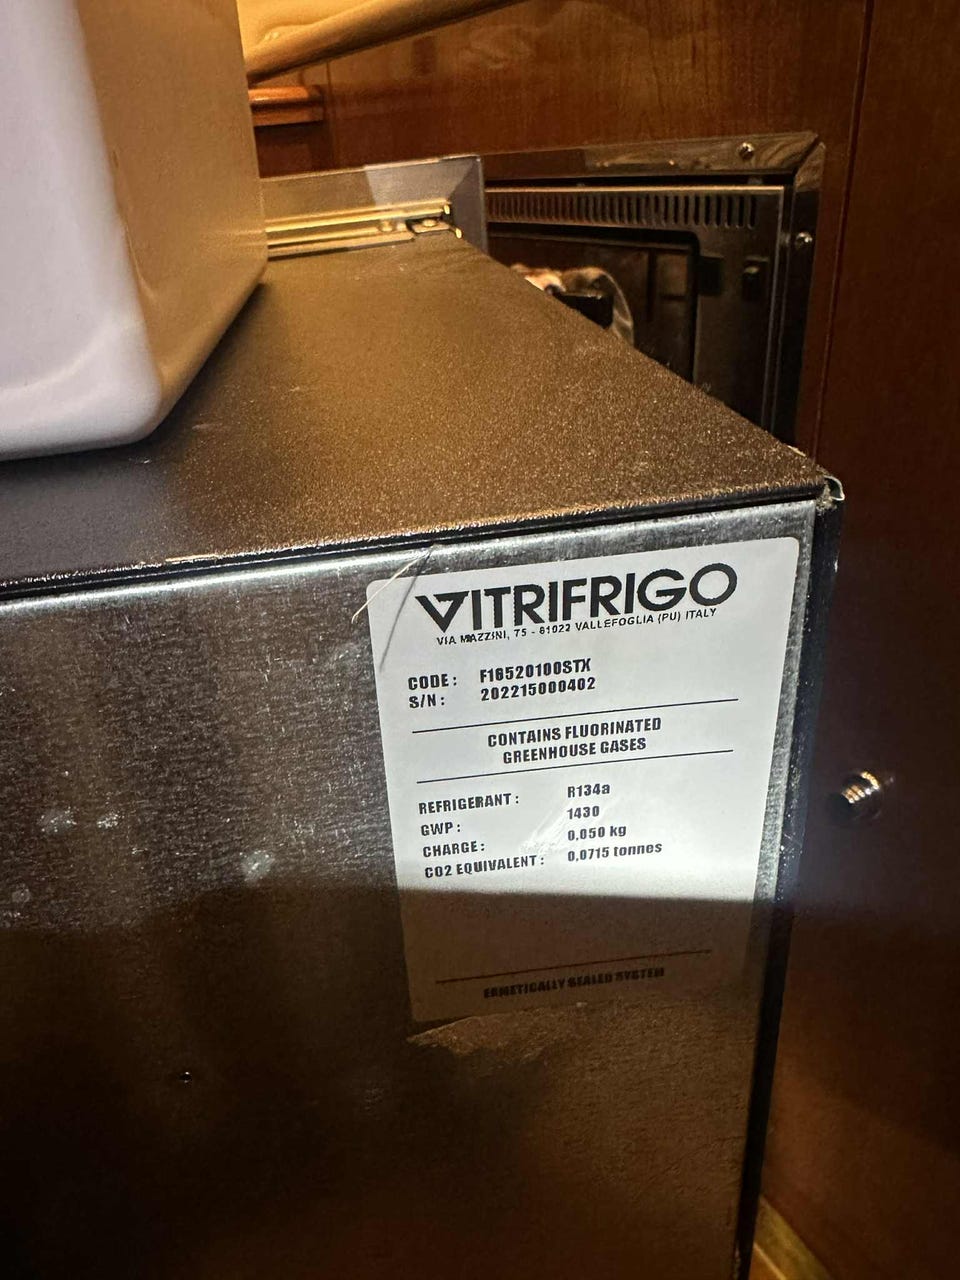 VITRIFRIGO
VIA MAZZINI, 75 - 61022 VALLEFOGLIA (PU) ITALY
CODE : F18520100STX
S/N : 202215000402
CONTAINS FLUORINATED
GREENHOUSE GASES
REFRIGERANT : R134a
GWP : 1430
CHARGE : 0,050 kg
CO2 EQUIVALENT : 0,0715 tonnes
ERMETICALLY SEALED SYSTEM